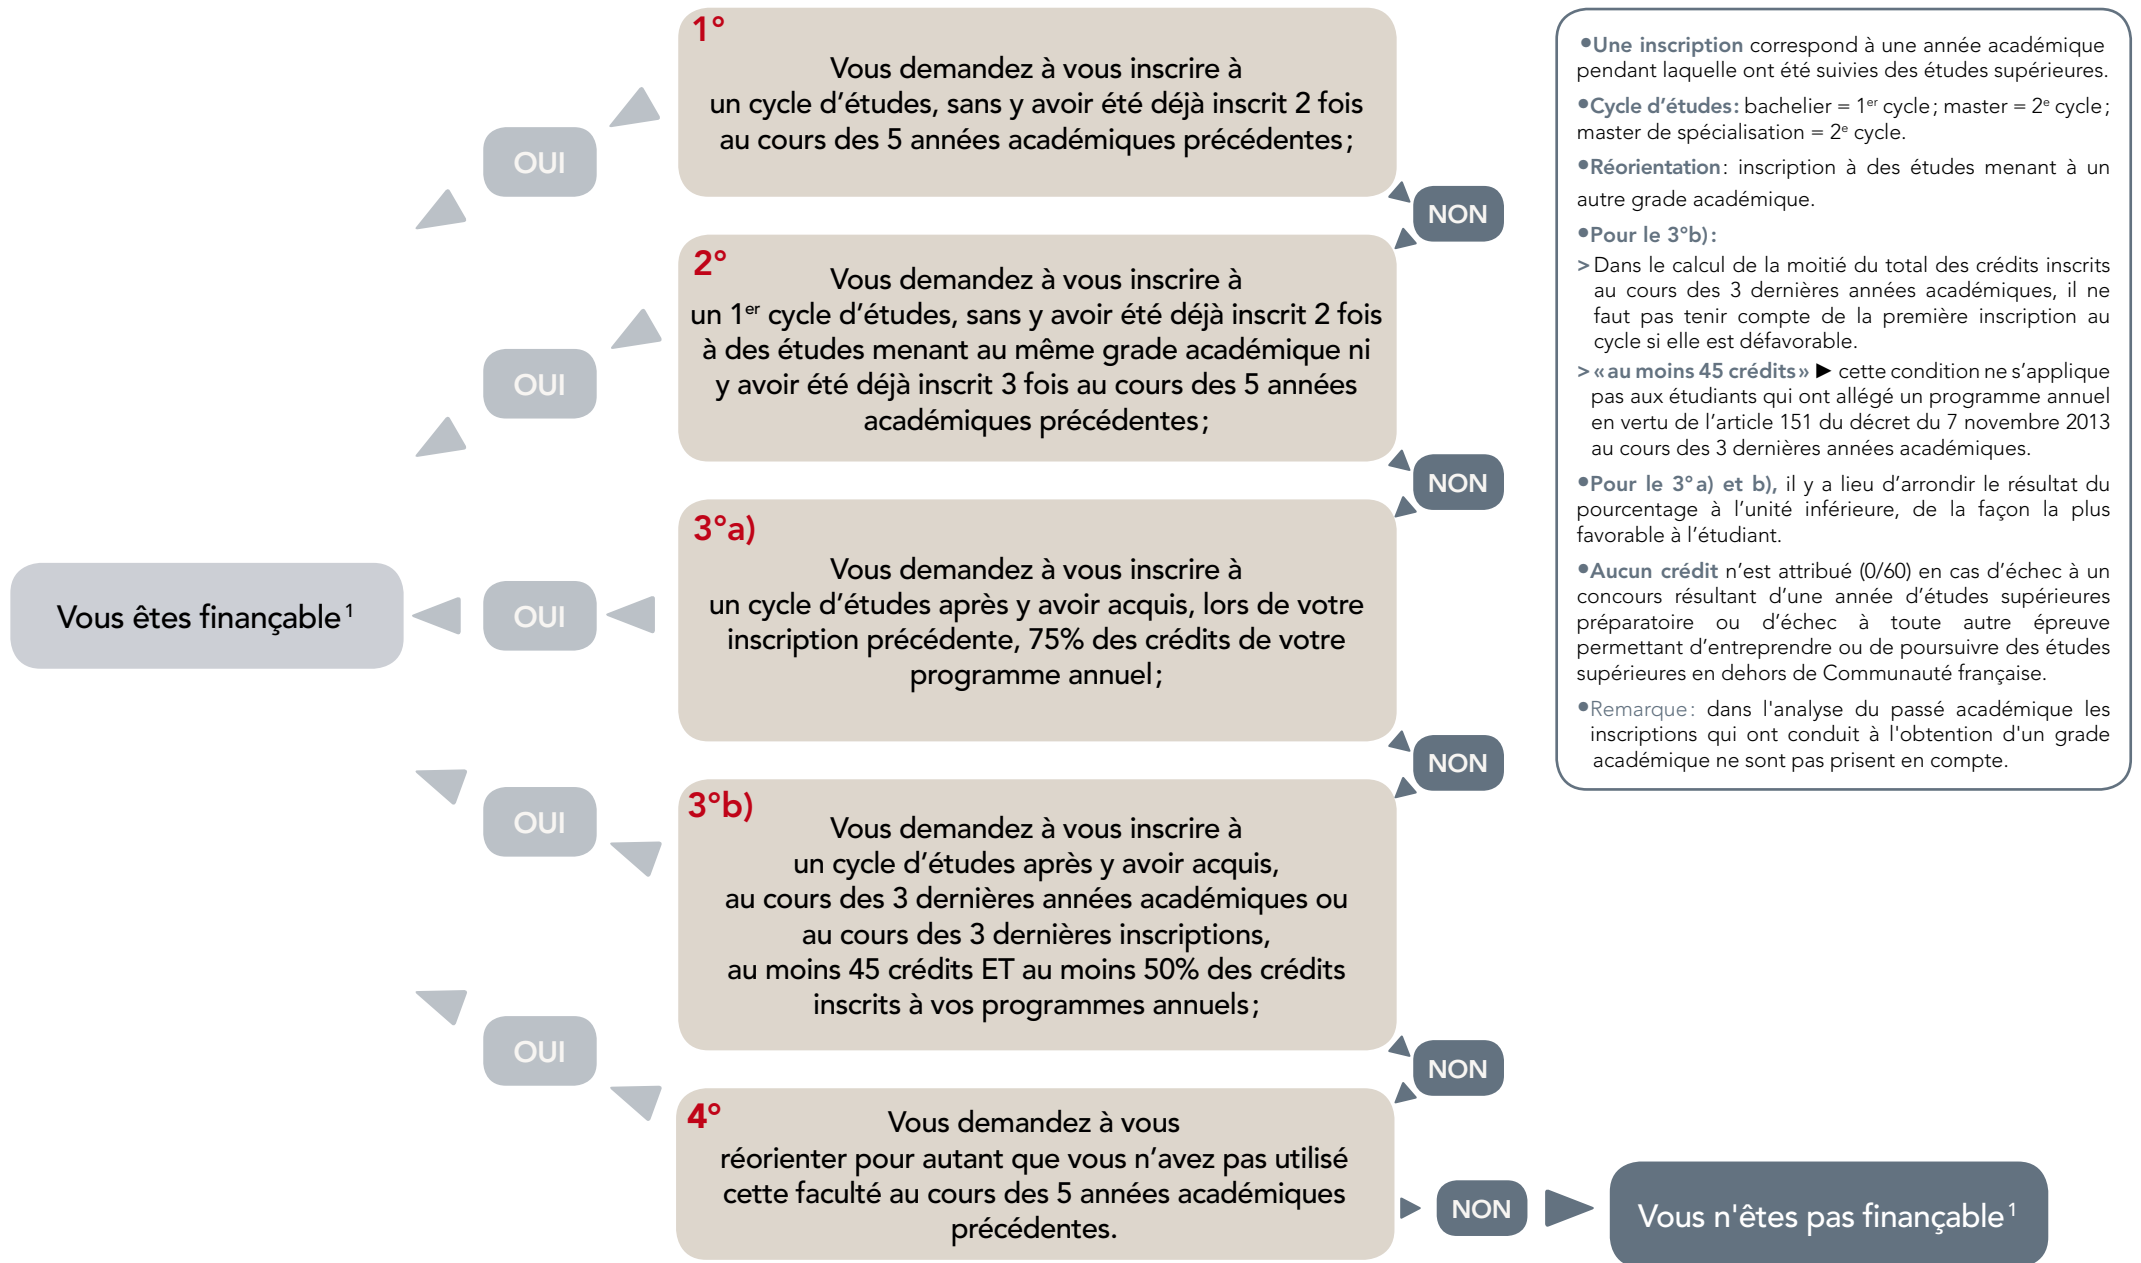 1°
Vous demandez à vous inscrire à
un cycle d’études, sans y avoir été déjà inscrit 2 fois
au cours des 5 années académiques précédentes ;
OUI
NON
2°
Vous demandez à vous inscrire à
un 1er cycle d’études, sans y avoir été déjà inscrit 2 fois
à des études menant au même grade académique ni
y avoir été déjà inscrit 3 fois au cours des 5 années
académiques précédentes ;
OUI
NON
3°a)
Vous demandez à vous inscrire à
un cycle d’études après y avoir acquis, lors de votre
inscription précédente, 75% des crédits de votre
programme annuel ;
OUI
Vous êtes finançable 1
NON
3°b)
Vous demandez à vous inscrire à
un cycle d’études après y avoir acquis,
au cours des 3 dernières années académiques ou
au cours des 3 dernières inscriptions,
au moins 45 crédits ET au moins 50% des crédits
inscrits à vos programmes annuels ;
OUI
NON
4°
Vous demandez à vous
réorienter pour autant que vous n’avez pas utilisé
cette faculté au cours des 5 années académiques
précédentes.
OUI
NON
Vous n'êtes pas finançable 1
•Une inscription correspond à une année académique
pendant laquelle ont été suivies des études supérieures.
•Cycle d’études : bachelier = 1er cycle ; master = 2e cycle ;
master de spécialisation = 2e cycle.
•Réorientation : inscription à des études menant à un
autre grade académique.
•Pour le 3°b) :
> Dans le calcul de la moitié du total des crédits inscrits
au cours des 3 dernières années académiques, il ne
faut pas tenir compte de la première inscription au
cycle si elle est défavorable.
> « au moins 45 crédits » ► cette condition ne s’applique
pas aux étudiants qui ont allégé un programme annuel
en vertu de l’article 151 du décret du 7 novembre 2013
au cours des 3 dernières années académiques.
•Pour le 3° a) et b), il y a lieu d’arrondir le résultat du
pourcentage à l’unité inférieure, de la façon la plus
favorable à l’étudiant.
•Aucun crédit n’est attribué (0/60) en cas d’échec à un
concours résultant d’une année d’études supérieures
préparatoire ou d’échec à toute autre épreuve
permettant d’entreprendre ou de poursuivre des études
supérieures en dehors de Communauté française.
•Remarque : dans l'analyse du passé académique les
inscriptions qui ont conduit à l'obtention d'un grade
académique ne sont pas prisent en compte.